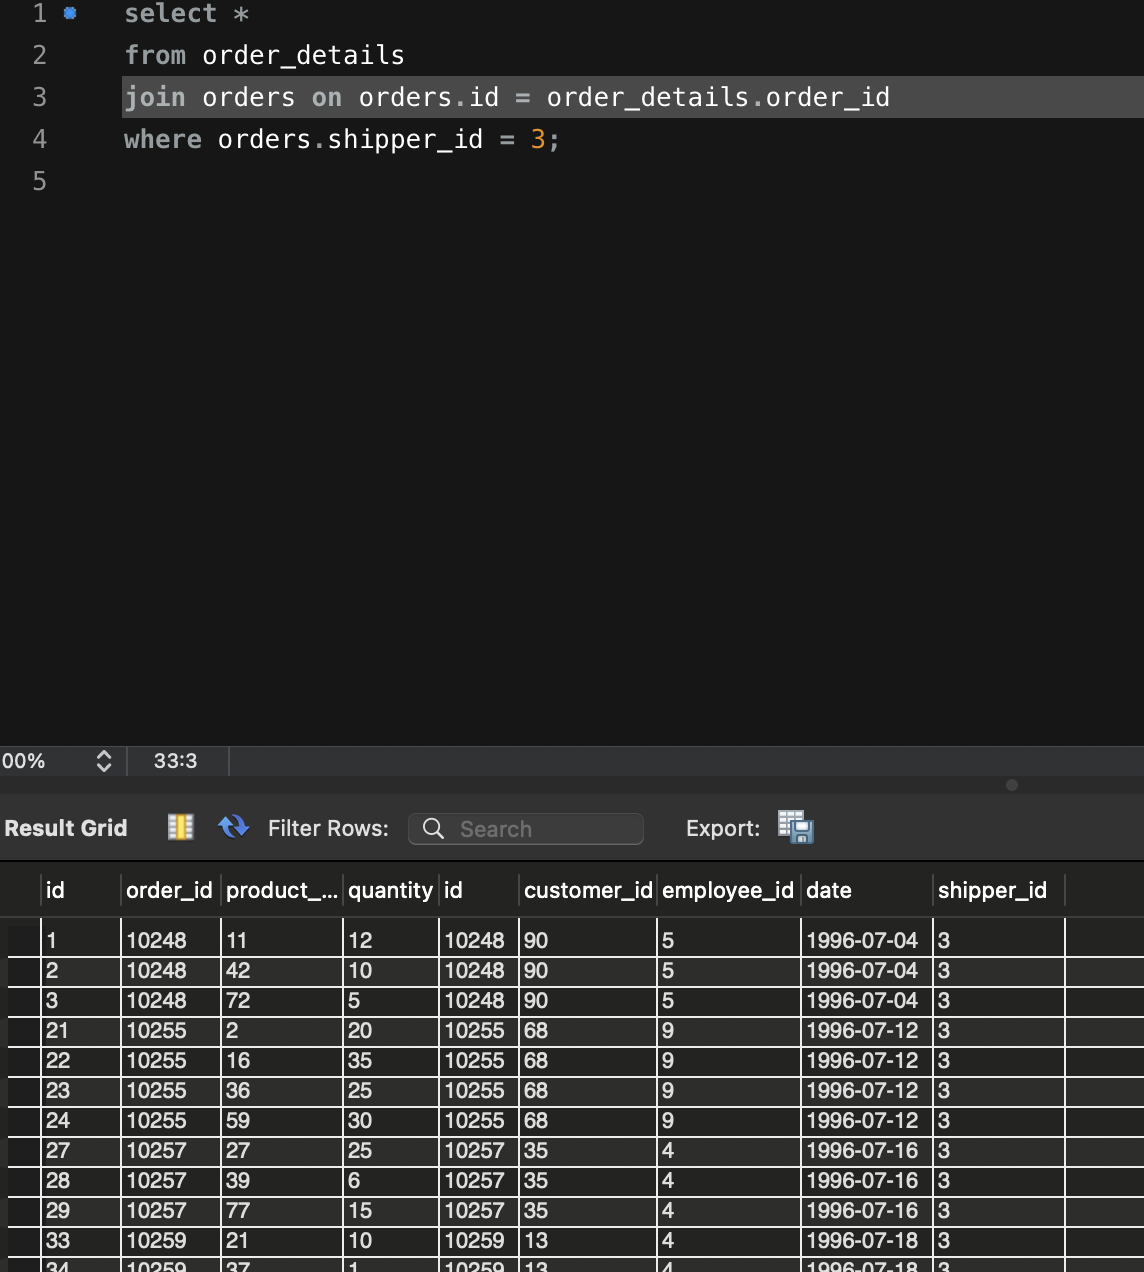 1 select *
2 from order_details
3 join orders on orders.id = order_details.order_id
4 where orders.shipper_id = 3;
5
00% 33:3
Result Grid Filter Rows: Search Export:
id order_id product_... quantity id customer_id employee_id date shipper_id
1 10248 11 12 10248 90 5 1996-07-04 3
2 10248 42 10 10248 90 5 1996-07-04 3
3 10248 72 5 10248 90 5 1996-07-04 3
21 10255 2 20 10255 68 9 1996-07-12 3
22 10255 16 35 10255 68 9 1996-07-12 3
23 10255 36 25 10255 68 9 1996-07-12 3
24 10255 59 30 10255 68 9 1996-07-12 3
27 10257 27 25 10257 35 4 1996-07-16 3
28 10257 39 6 10257 35 4 1996-07-16 3
29 10257 77 15 10257 35 4 1996-07-16 3
33 10259 21 10 10259 13 4 1996-07-18 3
34 10259 37 1 10259 13 4 1996-07-18 3